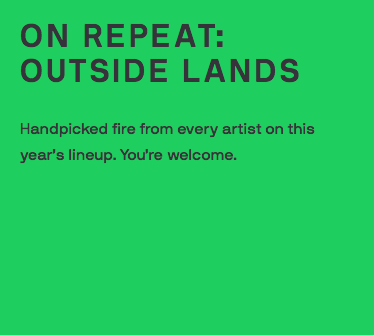 ON REPEAT:
OUTSIDE LANDS
Handpicked fire from every artist on this
year's lineup. You're welcome.